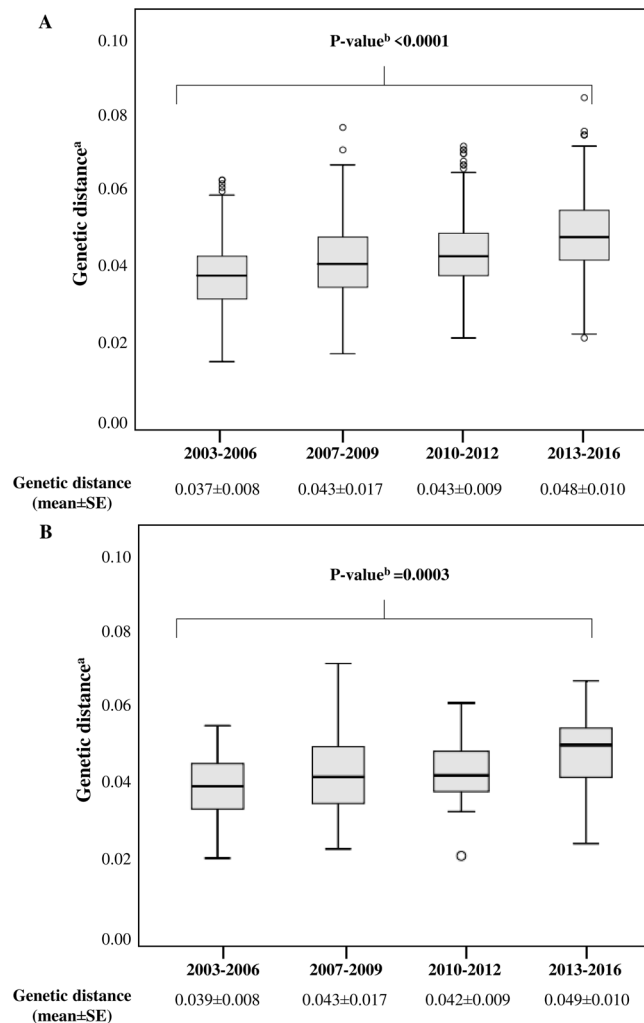 A
P-valueᵇ <0.0001
Genetic distanceᵃ
0.10
0.08
0.06
0.04
0.02
0.00
2003-2006 2007-2009 2010-2012 2013-2016
Genetic distance
(mean±SE)
0.037±0.008 0.043±0.017 0.043±0.009 0.048±0.010
B
P-valueᵇ =0.0003
Genetic distanceᵃ
0.10
0.08
0.06
0.04
0.02
0.00
2003-2006 2007-2009 2010-2012 2013-2016
Genetic distance
(mean±SE)
0.039±0.008 0.043±0.017 0.042±0.009 0.049±0.010